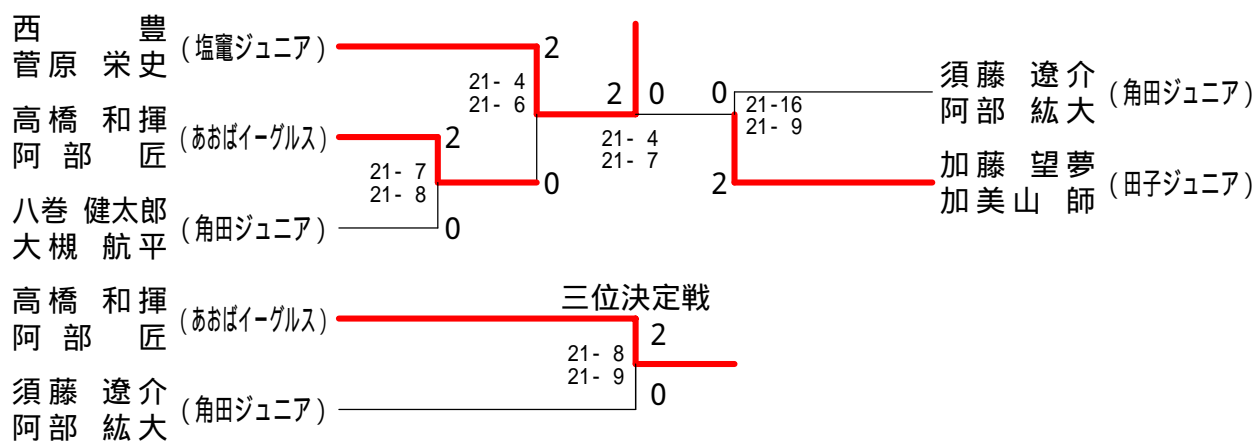 西 豊
菅原 栄史
(塩竈ジュニア)
2
21- 4
21- 6
高橋 和揮
阿部 匠
(あおばイーグルス)
2
21- 7
21- 8
0
八巻 健太郎
大槻 航平
(角田ジュニア)
0
2 0
21- 4
21- 7
0
21-16
21- 9
2
須藤 遼介
阿部 紘大
(角田ジュニア)
加藤 望夢
加美山 師
(田子ジュニア)
三位決定戦
高橋 和揮
阿部 匠
(あおばイーグルス)
2
21- 8
21- 9
0
須藤 遼介
阿部 紘大
(角田ジュニア)